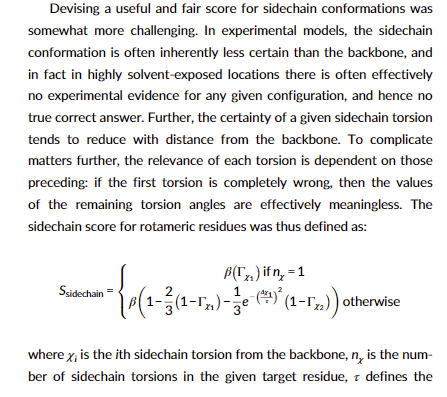 Devising a useful and fair score for sidechain conformations was
somewhat more challenging. In experimental models, the sidechain
conformation is often inherently less certain than the backbone, and
in fact in highly solvent-exposed locations there is often effectively
no experimental evidence for any given configuration, and hence no
true correct answer. Further, the certainty of a given sidechain torsion
tends to reduce with distance from the backbone. To complicate
matters further, the relevance of each torsion is dependent on those
preceding: if the first torsion is completely wrong, then the values
of the remaining torsion angles are effectively meaningless. The
sidechain score for rotameric residues was thus defined as:
S_sidechain = { β(Γ_χ₁) if n_χ = 1
β(1-2/3(1-Γ_χ₁)-1/3e^-(Δχ₁/τ)²(1-Γ_χ₂)) otherwise
where χᵢ is the ith sidechain torsion from the backbone, n_χ is the num-
ber of sidechain torsions in the given target residue, τ defines the